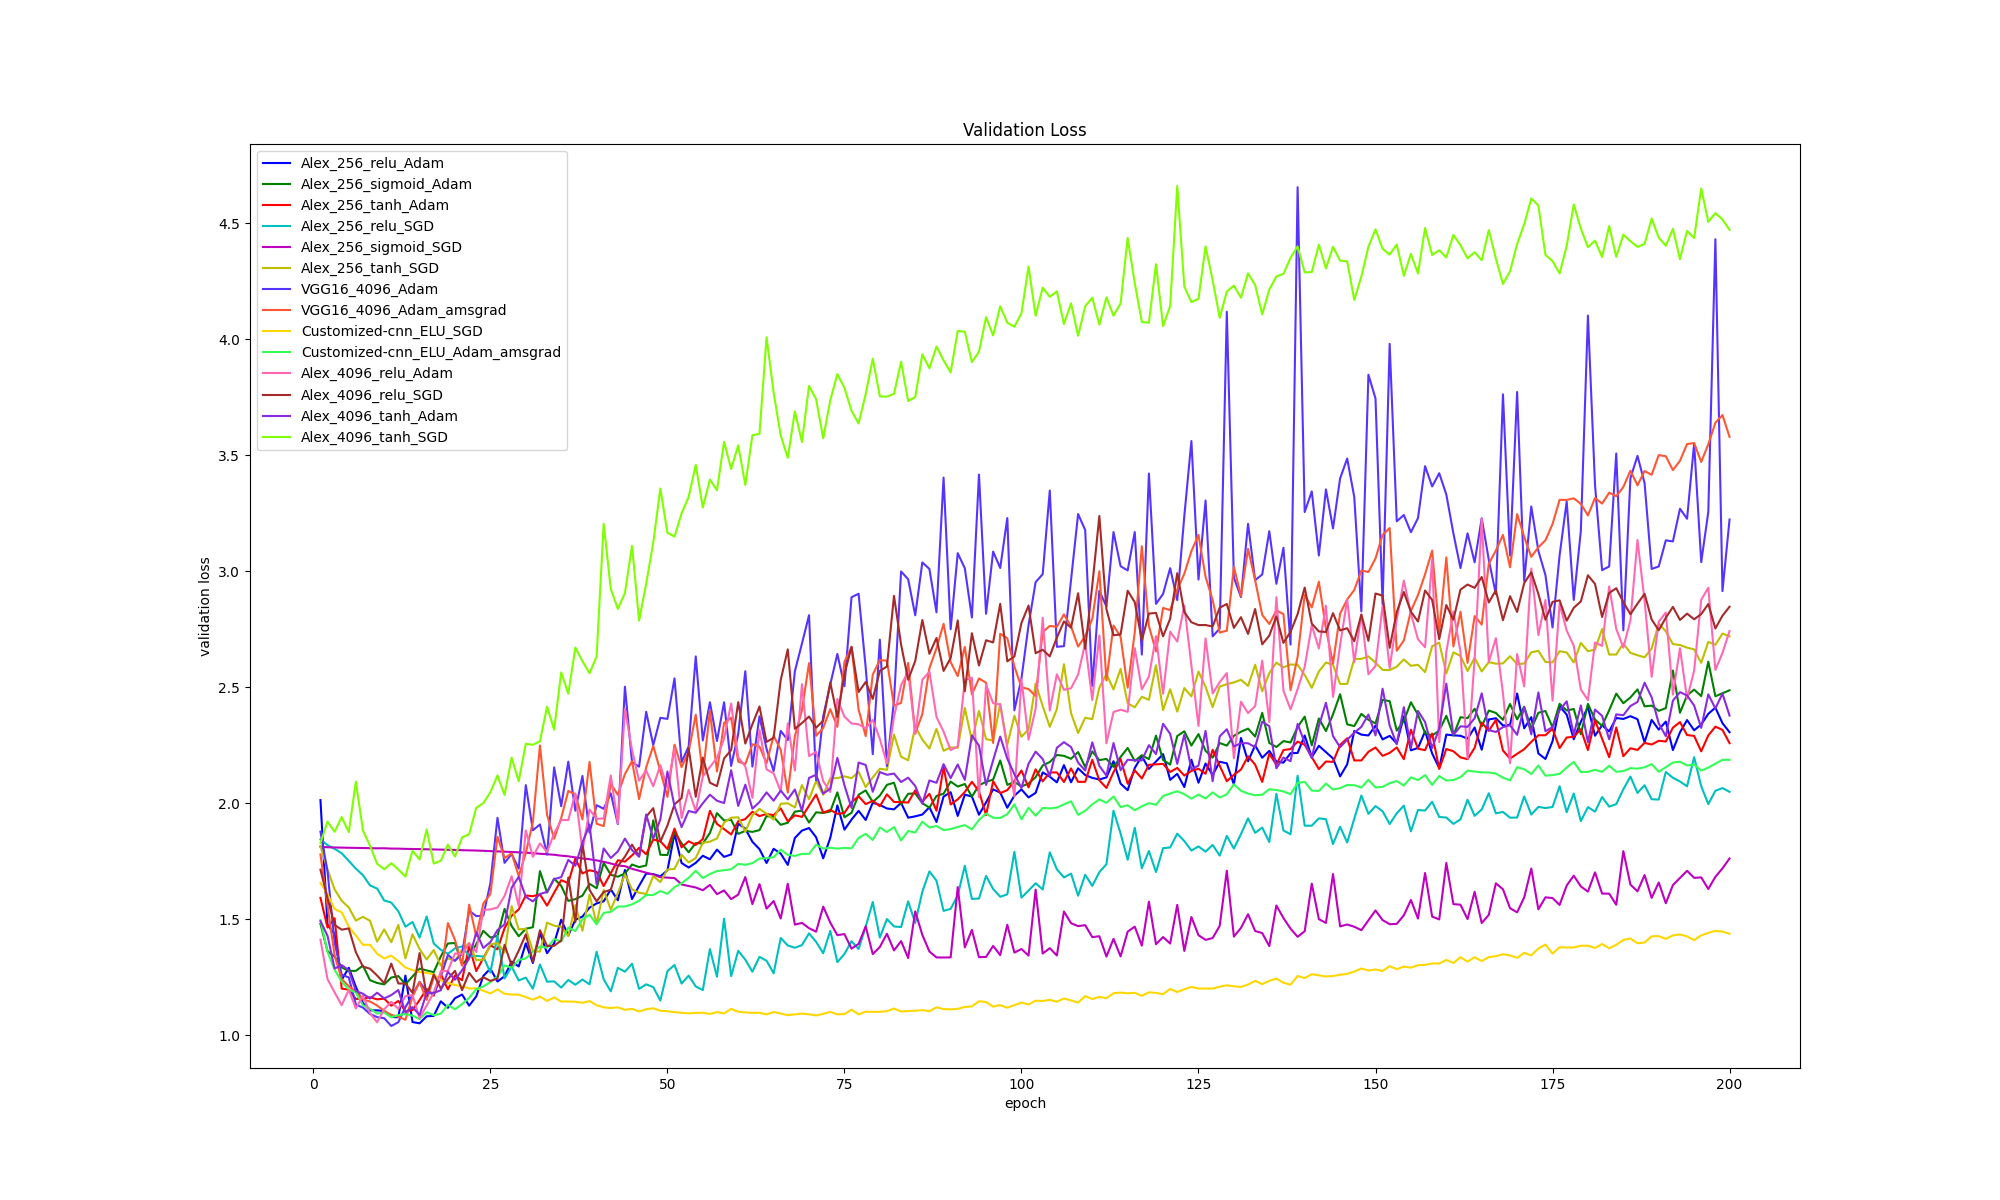 Validation Loss
Alex_256_relu_Adam
Alex_256_sigmoid_Adam
Alex_256_tanh_Adam
Alex_256_relu_SGD
Alex_256_sigmoid_SGD
Alex_256_tanh_SGD
VGG16_4096_Adam
VGG16_4096_Adam_amsgrad
Customized-cnn_ELU_SGD
Customized-cnn_ELU_Adam_amsgrad
Alex_4096_relu_Adam
Alex_4096_relu_SGD
Alex_4096_tanh_Adam
Alex_4096_tanh_SGD
4.5
4.0
3.5
3.0
2.5
2.0
1.5
1.0
validation loss
0 25 50 75 100 125 150 175 200
epoch